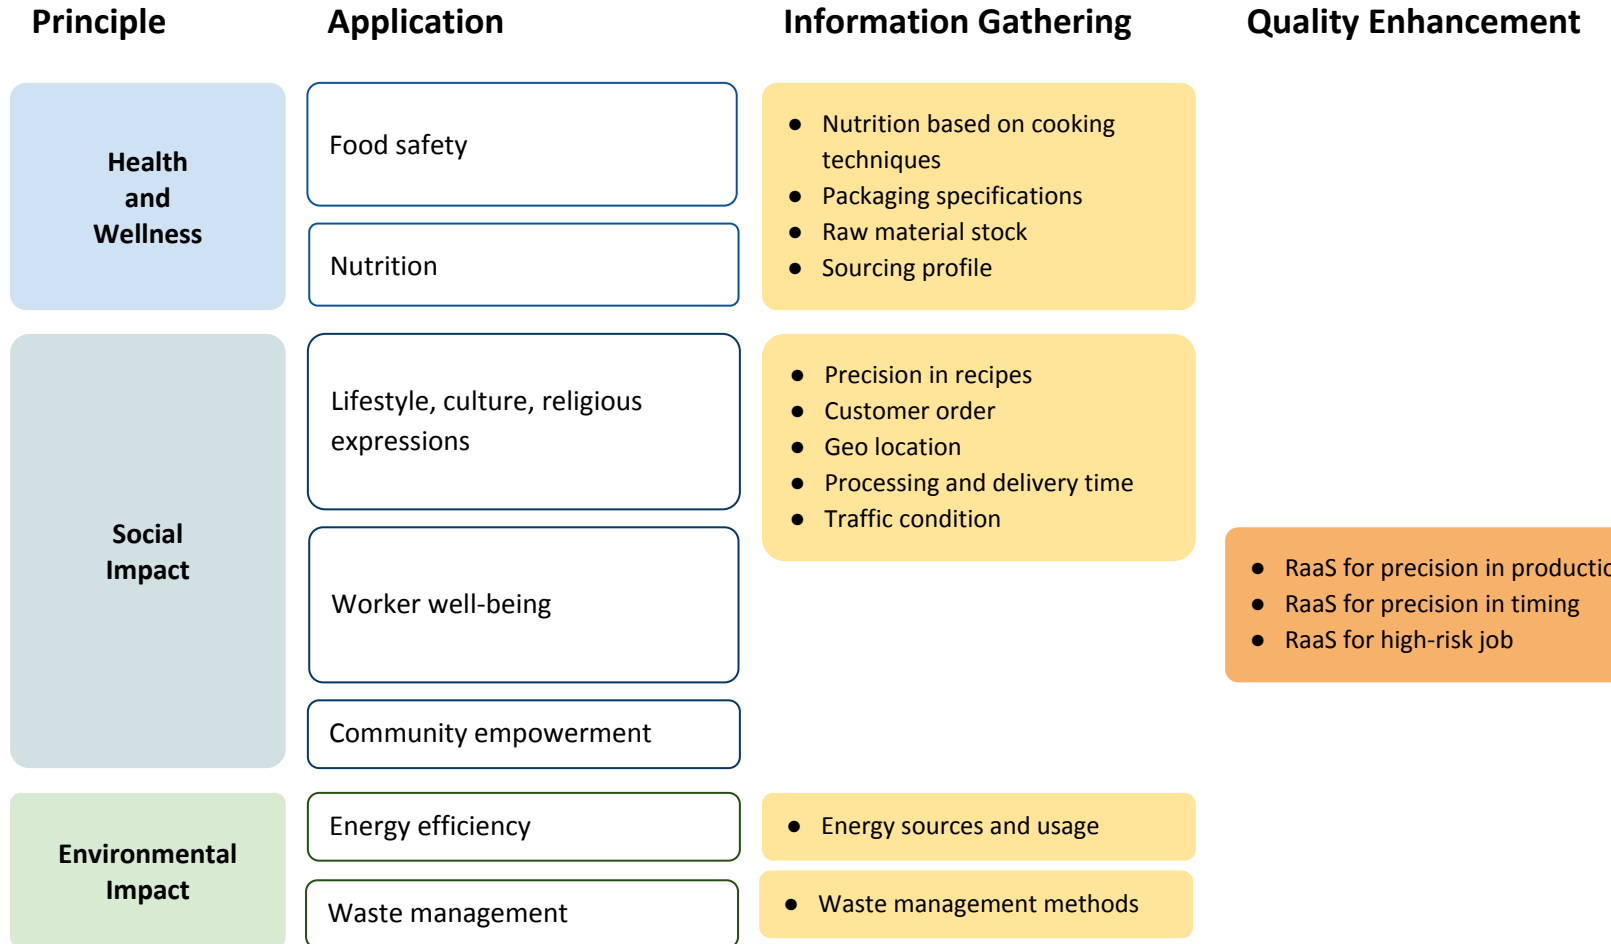 Principle
Application
Information Gathering
Quality Enhancement
Health
and
Wellness
Food safety
Nutrition
● Nutrition based on cooking
techniques
● Packaging specifications
● Raw material stock
● Sourcing profile
Social
Impact
Lifestyle, culture, religious
expressions
Worker well-being
Community empowerment
● Precision in recipes
● Customer order
● Geo location
● Processing and delivery time
● Traffic condition
● RaaS for precision in productio
● RaaS for precision in timing
● RaaS for high-risk job
Environmental
Impact
Energy efficiency
Waste management
● Energy sources and usage
● Waste management methods